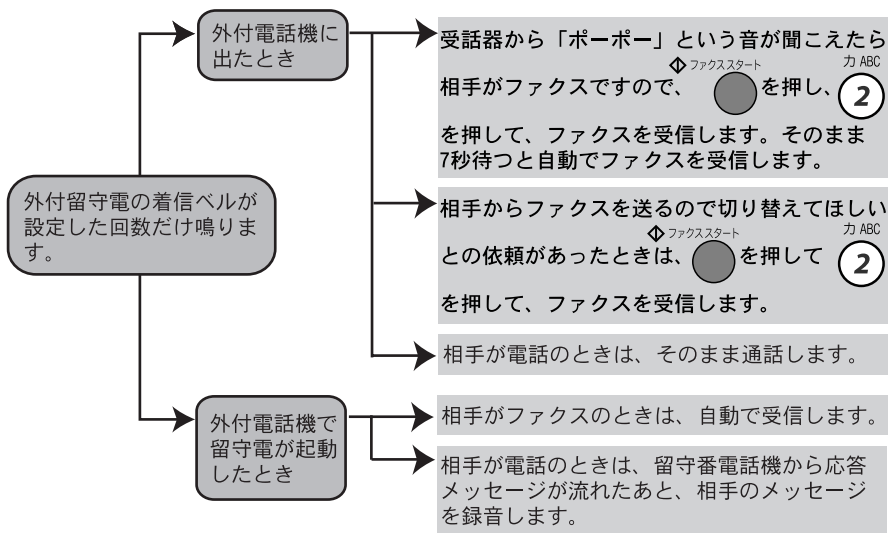 外付留守電の着信ベルが
設定した回数だけ鳴りま
す。
外付電話機に
出たとき
受話器から「ポーポー」という音が聞こえたら
ファクススタート
カ ABC
相手がファクスですので、 を押し、 2
を押して、ファクスを受信します。そのまま
7秒待つと自動でファクスを受信します。
相手からファクスを送るので切り替えてほしい
ファクススタート
カ ABC
との依頼があったときは、 を押して 2
を押して、ファクスを受信します。
相手が電話のときは、そのまま通話します。
外付電話機で
留守電が起動
したとき
相手がファクスのときは、自動で受信します。
相手が電話のときは、留守番電話機から応答
メッセージが流れたあと、相手のメッセージ
を録音します。